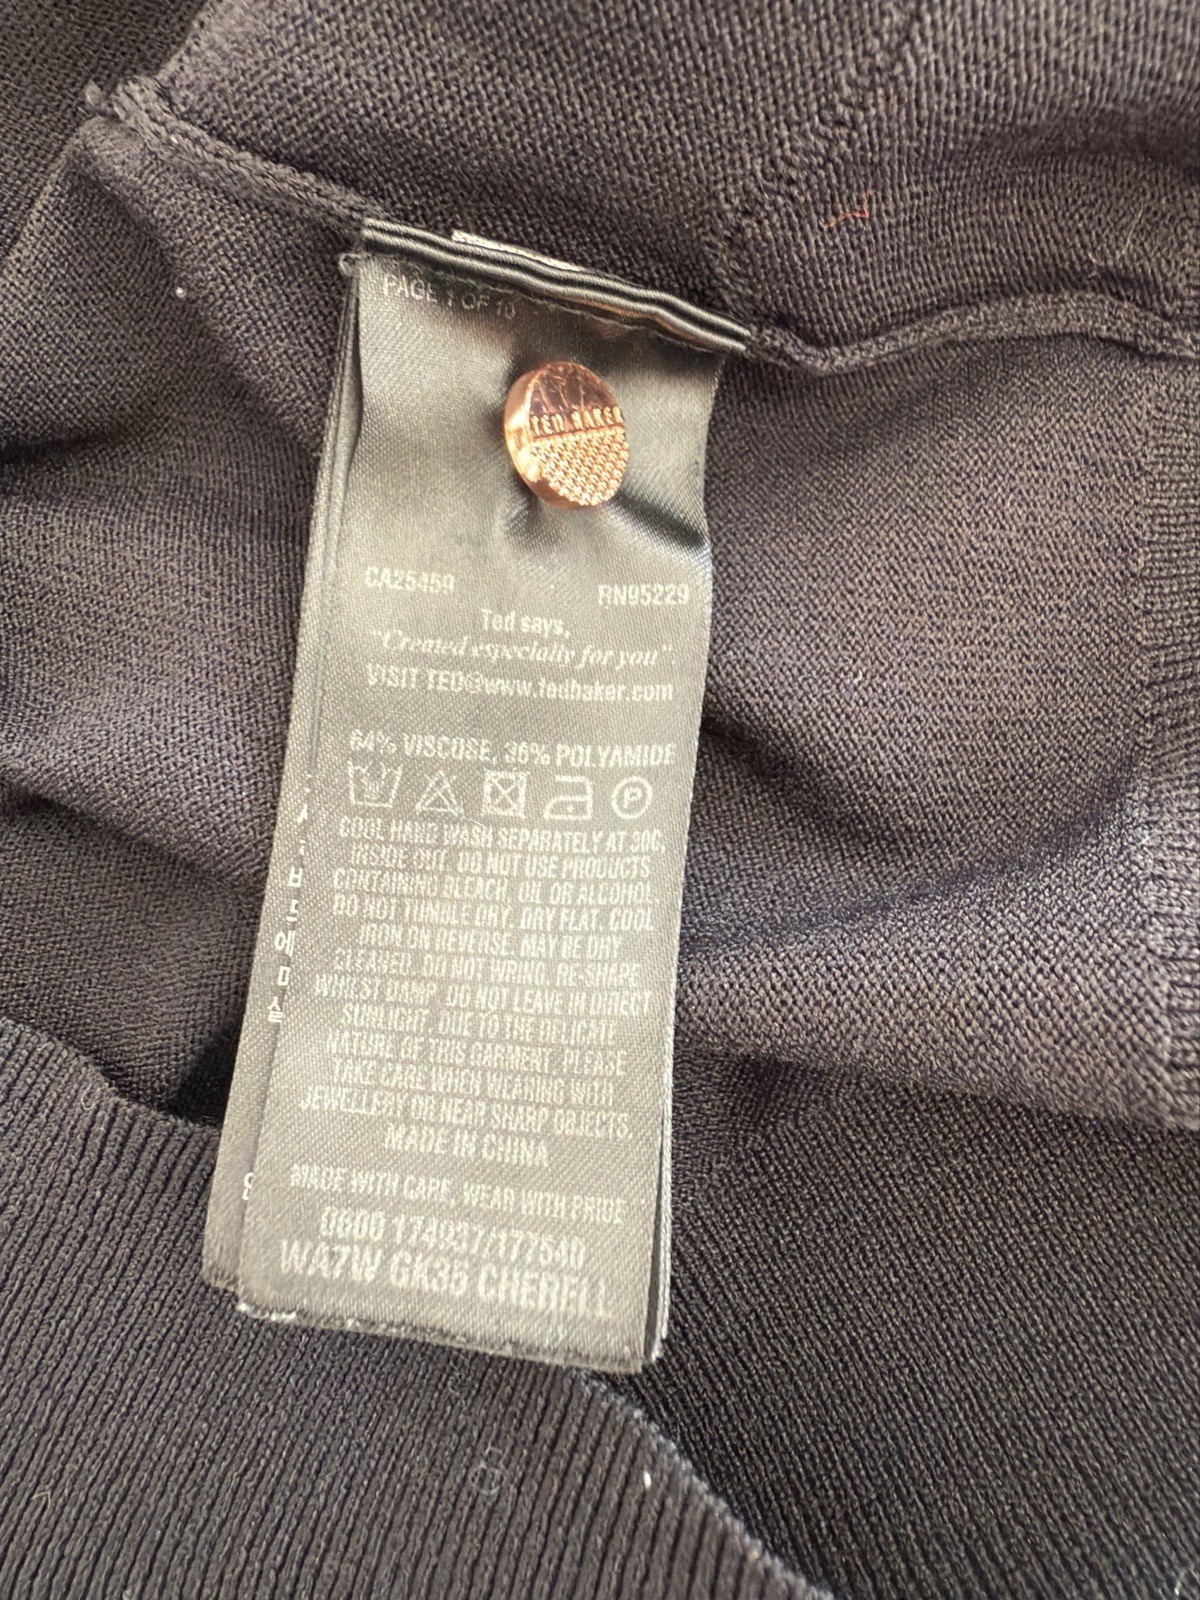 PAGE 1 OF 10
TED BAKER
CA25459 RN95229
Ted says,
"Created especially for you".
VISIT TED@www.tedbaker.com
64% VISCOSE, 36% POLYAMIDE
P
COOL HAND WASH SEPARATELY AT 30C,
INSIDE OUT. DO NOT USE PRODUCTS
CONTAINING BLEACH, OIL OR ALCOHOL
DO NOT TUMBLE DRY. DRY FLAT. COOL
IRON ON REVERSE. MAY BE DRY
CLEANED. DO NOT WRING. RE-SHAPE
WHILST DAMP. DO NOT LEAVE IN DIRECT
SUNLIGHT. DUE TO THE DELICATE
NATURE OF THIS GARMENT, PLEASE
TAKE CARE WHEN WEARING WITH
JEWELLERY OR NEAR SHARP OBJECTS.
MADE IN CHINA
MADE WITH CARE, WEAR WITH PRIDE
0600 174937/177540
WA7W GK35 CHERELL